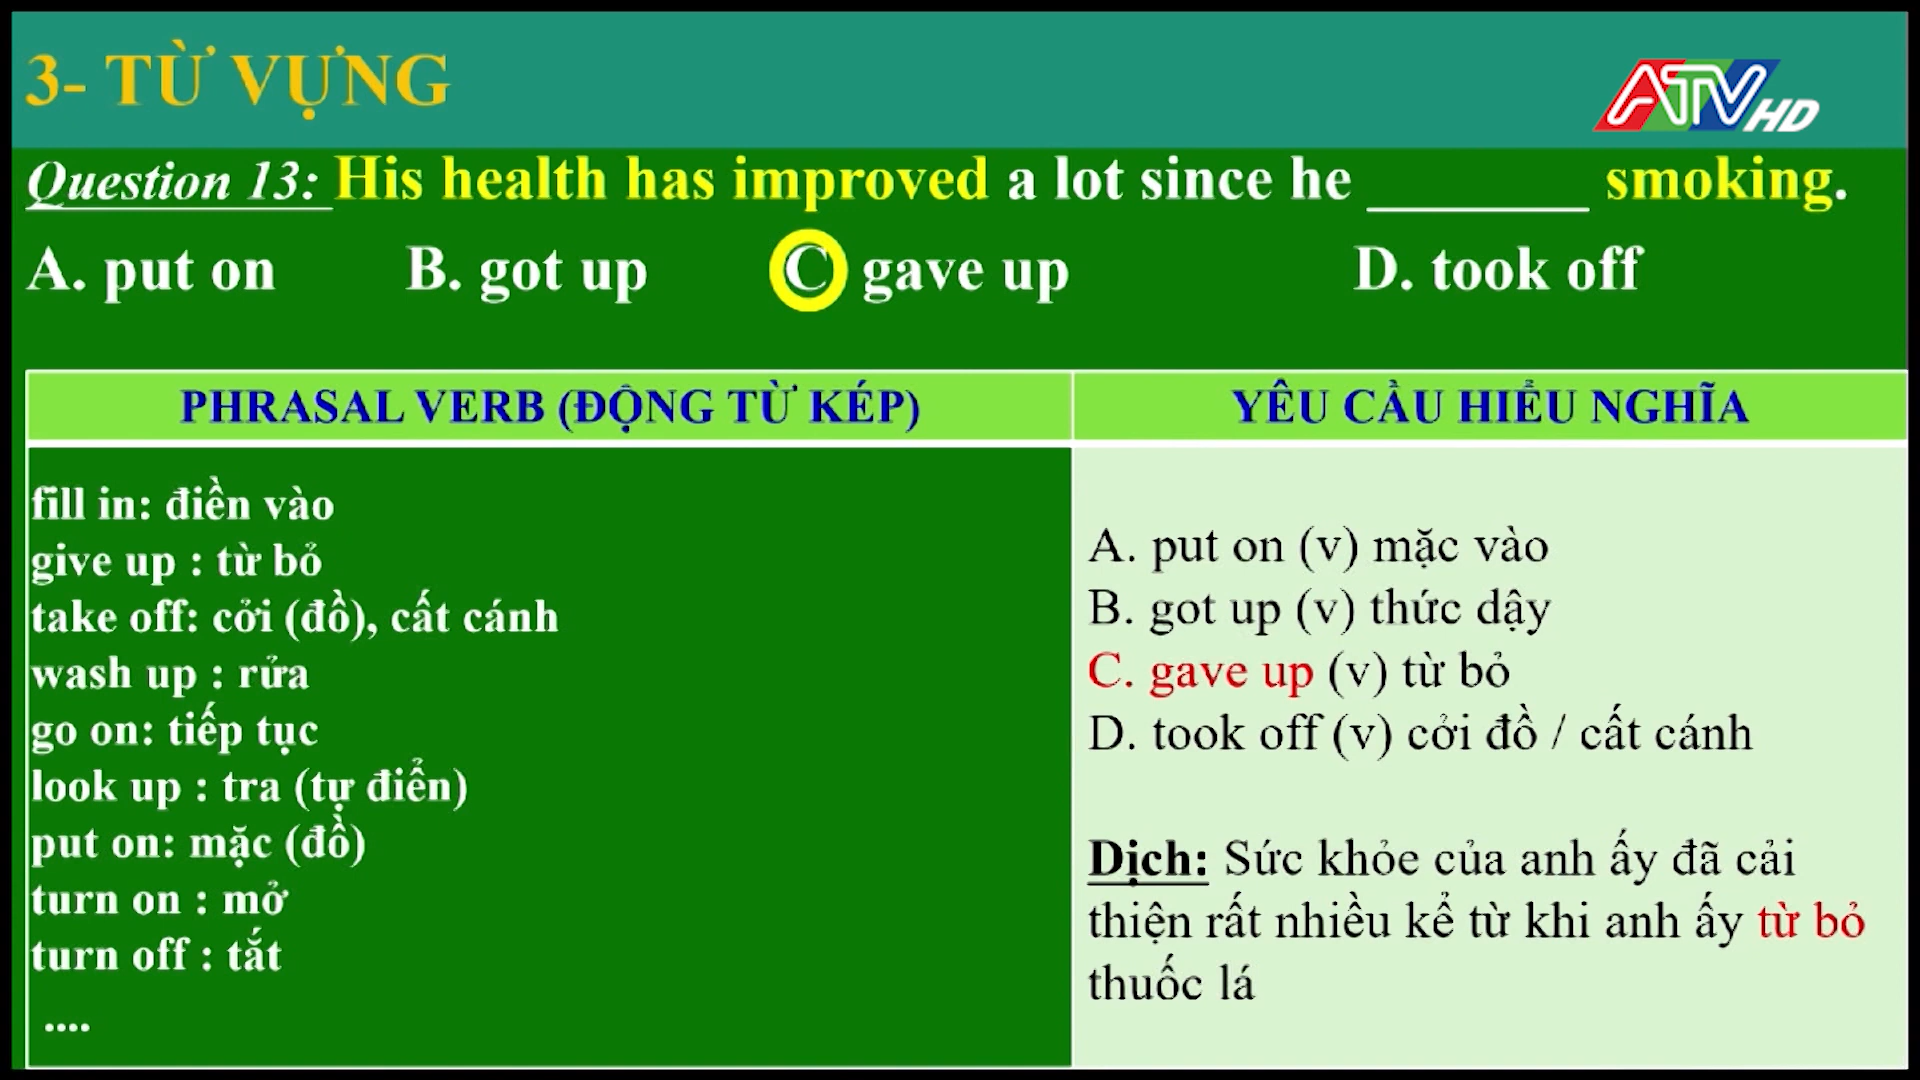 3- TỪ VỰNG
ATV HD
Question 13: His health has improved a lot since he ________ smoking.
A. put on B. got up C gave up D. took off
PHRASAL VERB (ĐỘNG TỪ KÉP)
YÊU CẦU HIỂU NGHĨA
fill in: điền vào
give up : từ bỏ
take off: cởi (đồ), cất cánh
wash up : rửa
go on: tiếp tục
look up : tra (tự điển)
put on: mặc (đồ)
turn on : mở
turn off : tắt
....
A. put on (v) mặc vào
B. got up (v) thức dậy
C. gave up (v) từ bỏ
D. took off (v) cởi đồ / cất cánh
Dịch: Sức khỏe của anh ấy đã cải
thiện rất nhiều kể từ khi anh ấy từ bỏ
thuốc lá